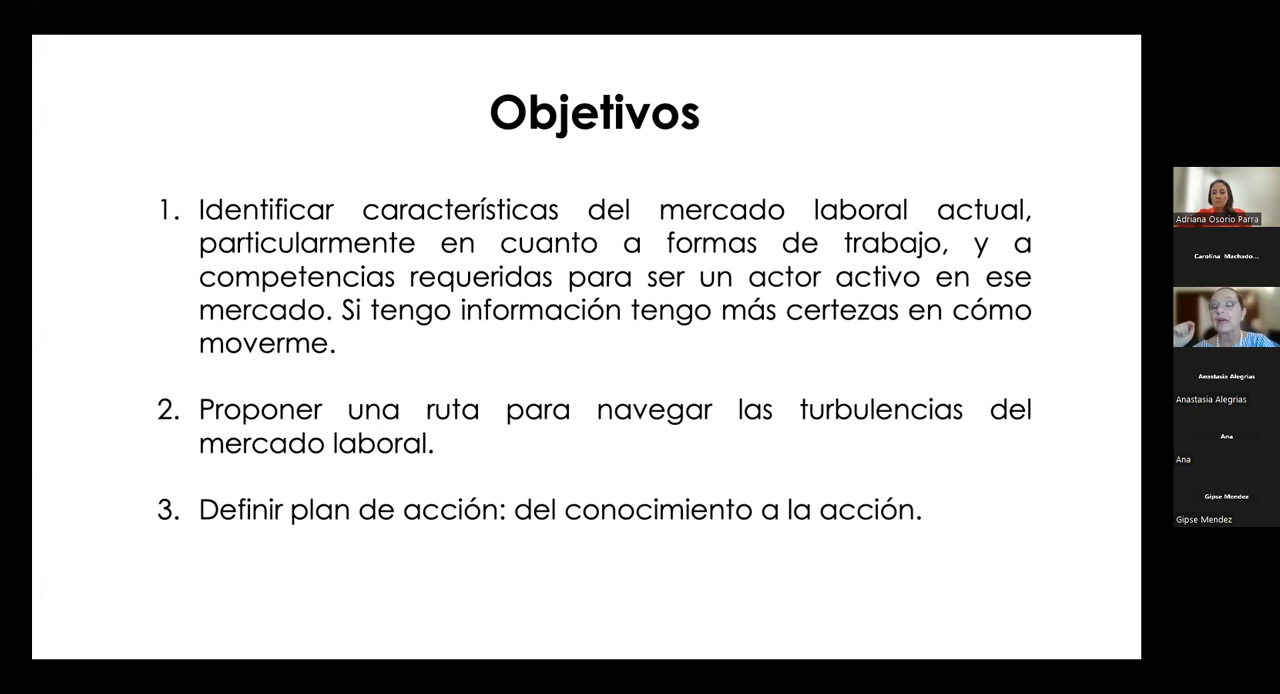 Objetivos
1. Identificar características del mercado laboral actual,
particularmente en cuanto a formas de trabajo, y a
competencias requeridas para ser un actor activo en ese
mercado. Si tengo información tengo más certezas en cómo
moverme.
2. Proponer una ruta para navegar las turbulencias del
mercado laboral.
3. Definir plan de acción: del conocimiento a la acción.
Adriana Osorio Parra
Carolina Machado...
Anastasia Alegrias
Anastasia Alegrias
Ana
Ana
Gipse Mendez
Gipse Mendez